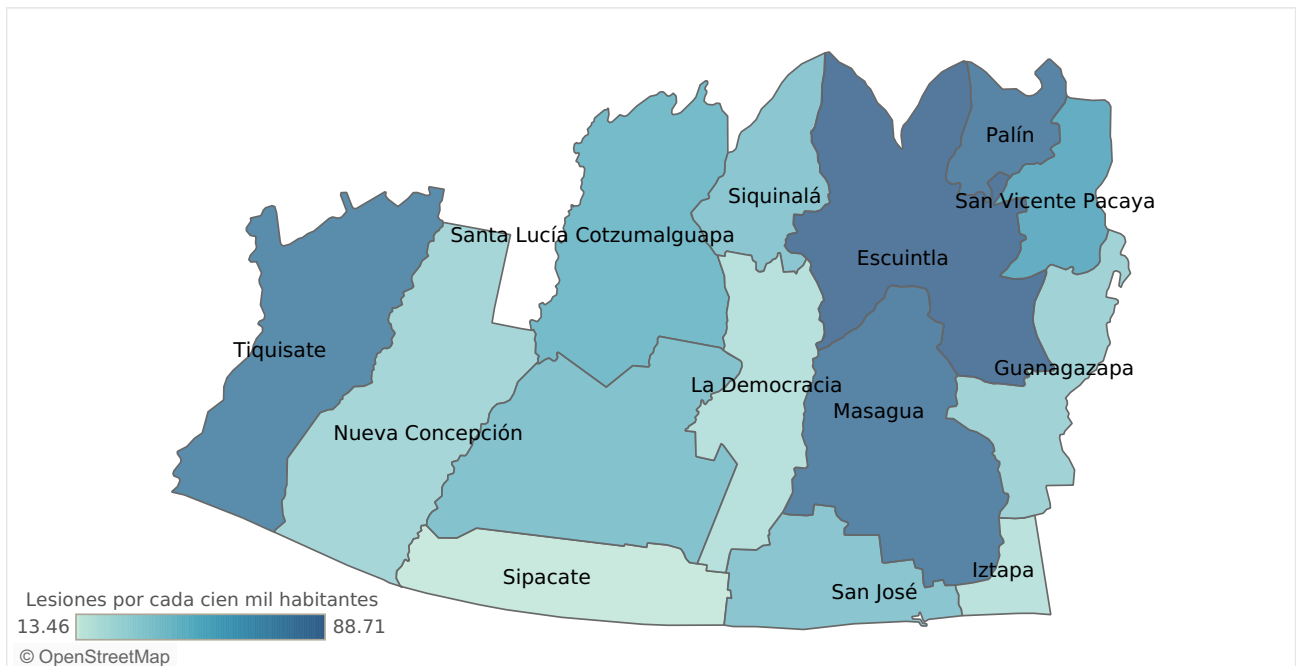 Palín
Siquinalá
San Vicente Pacaya
Santa Lucía Cotzumalguapa
Escuintla
Tiquisate
Guanagazapa
La Democracia
Masagua
Nueva Concepción
Iztapa
Sipacate
San José
Lesiones por cada cien mil habitantes
13.46 88.71
© OpenStreetMap